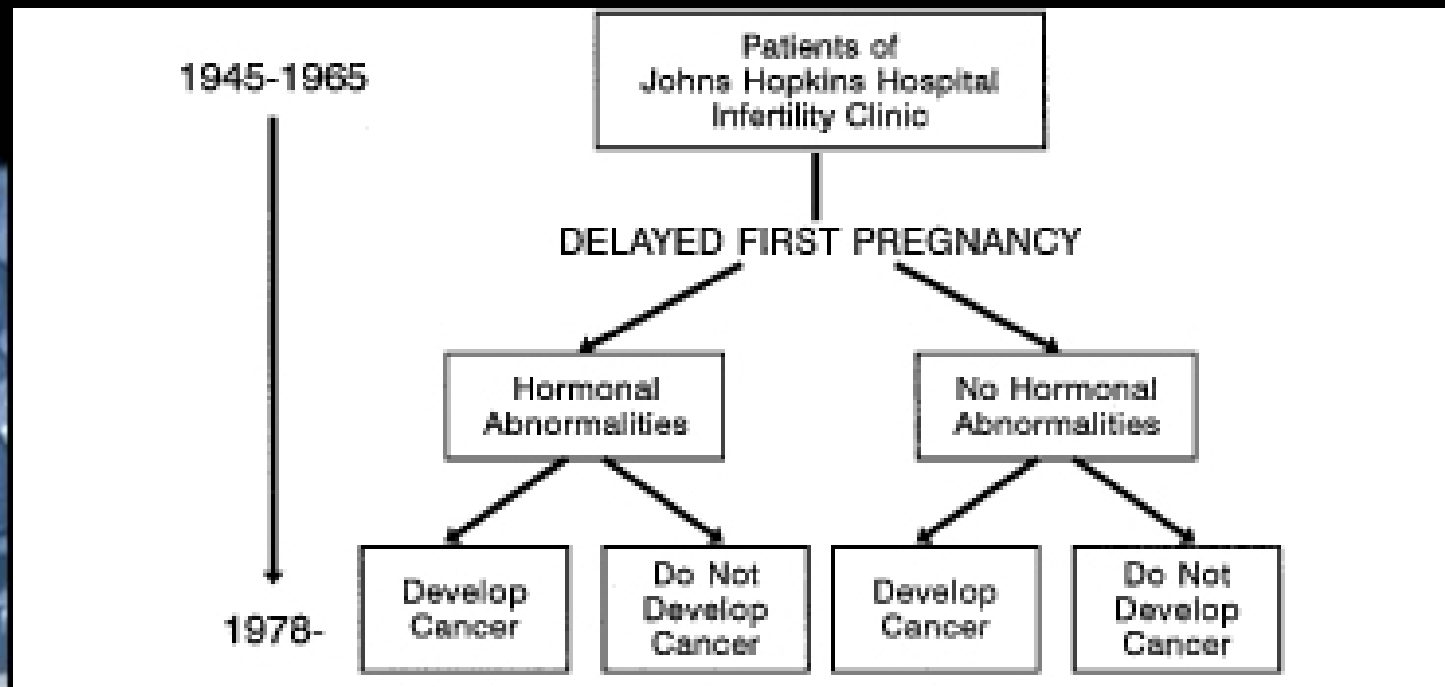 1945-1965
Patients of
Johns Hopkins Hospital
Infertility Clinic
DELAYED FIRST PREGNANCY
Hormonal
Abnormalities
No Hormonal
Abnormalities
1978-
Develop
Cancer
Do Not
Develop
Cancer
Develop
Cancer
Do Not
Develop
Cancer